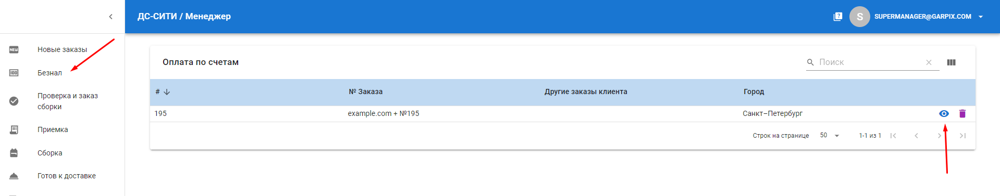 ДС-СИТИ / Менеджер
S SUPERMANAGER@GARPIX.COM
NEW Новые заказы
100 Безнал
Проверка и заказ
сборки
Приемка
Сборка
Готов к доставке
Оплата по счетам
Поиск
# № Заказа Другие заказы клиента Город
195 example.com + №195 Санкт–Петербург
Строк на странице 50 1-1 из 1